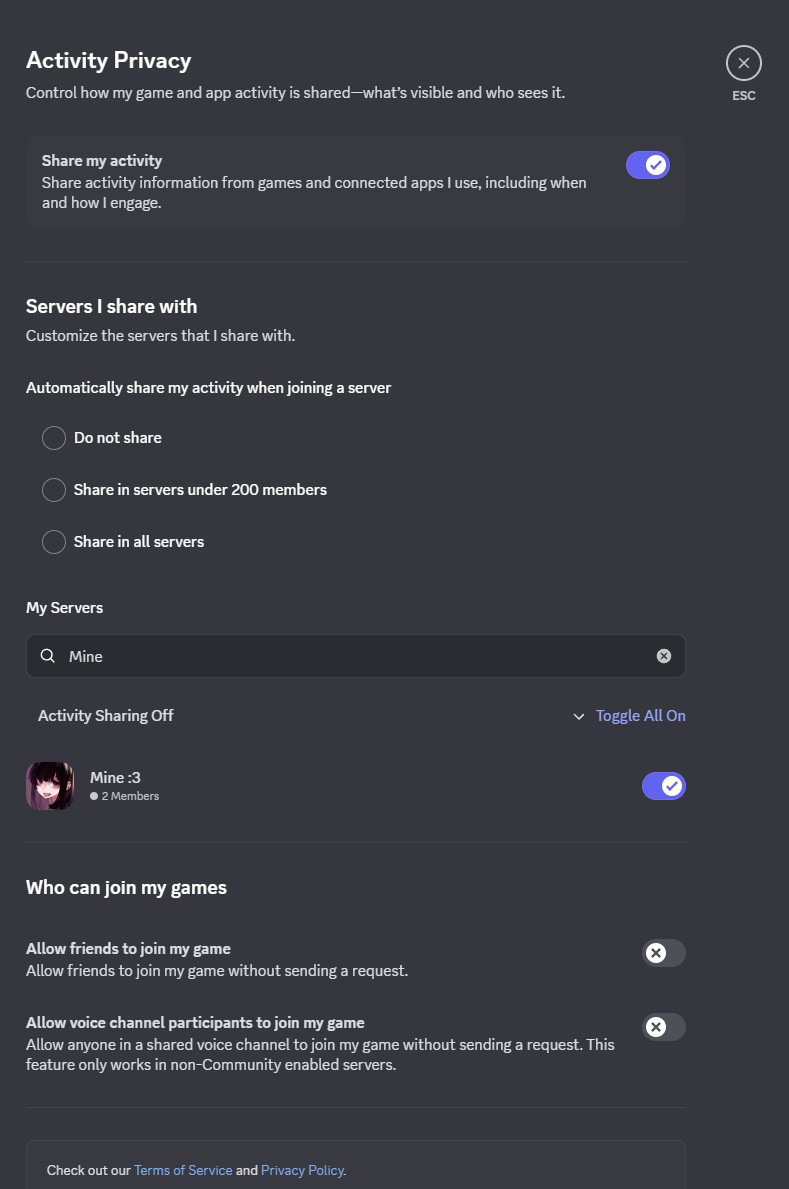 Activity Privacy
Control how my game and app activity is shared—what's visible and who sees it.
ESC
Share my activity
Share activity information from games and connected apps I use, including when
and how I engage.
Servers I share with
Customize the servers that I share with.
Automatically share my activity when joining a server
Do not share
Share in servers under 200 members
Share in all servers
My Servers
Mine
Activity Sharing Off
Toggle All On
Mine :3
2 Members
Who can join my games
Allow friends to join my game
Allow friends to join my game without sending a request.
Allow voice channel participants to join my game
Allow anyone in a shared voice channel to join my game without sending a request. This
feature only works in non-Community enabled servers.
Check out our Terms of Service and Privacy Policy.